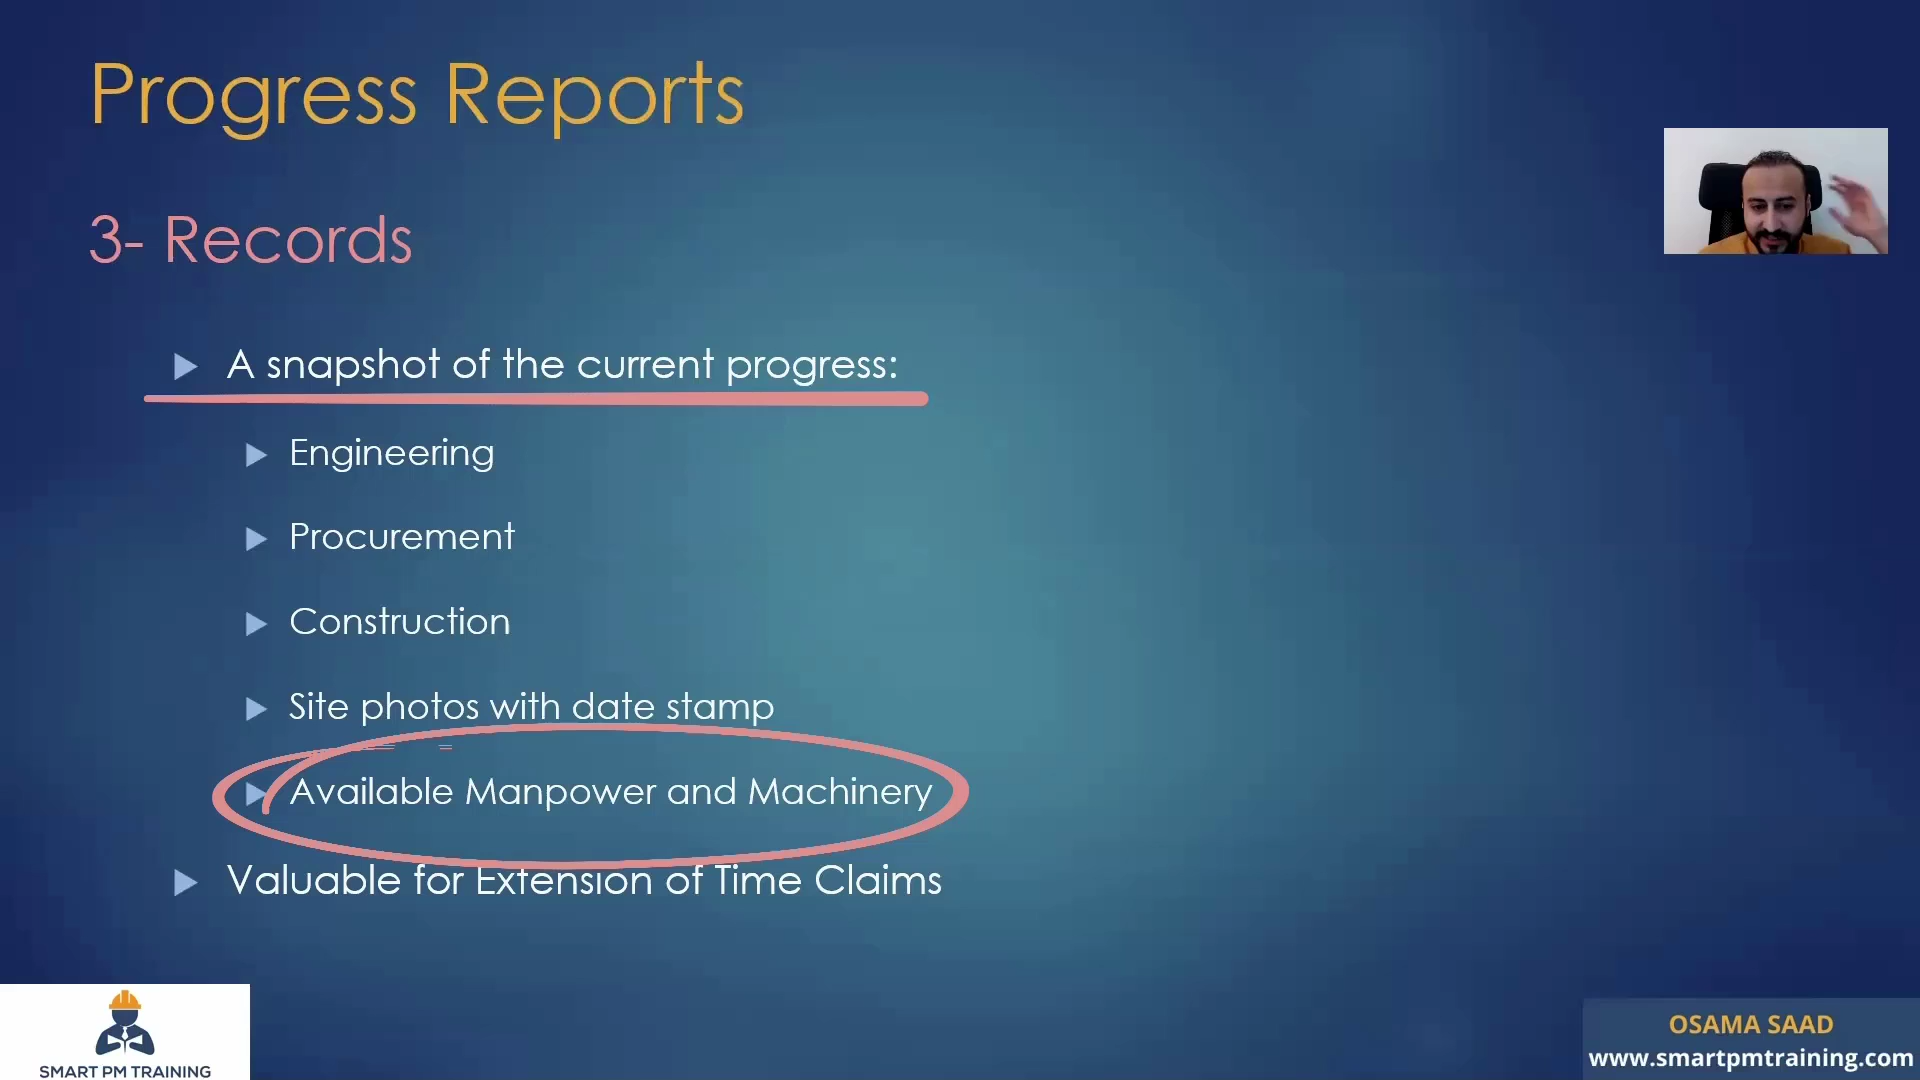 Progress Reports
3- Records
A snapshot of the current progress:
Engineering
Procurement
Construction
Site photos with date stamp
Available Manpower and Machinery
Valuable for Extension of Time Claims
SMART PM TRAINING
OSAMA SAAD
www.smartpmtraining.com